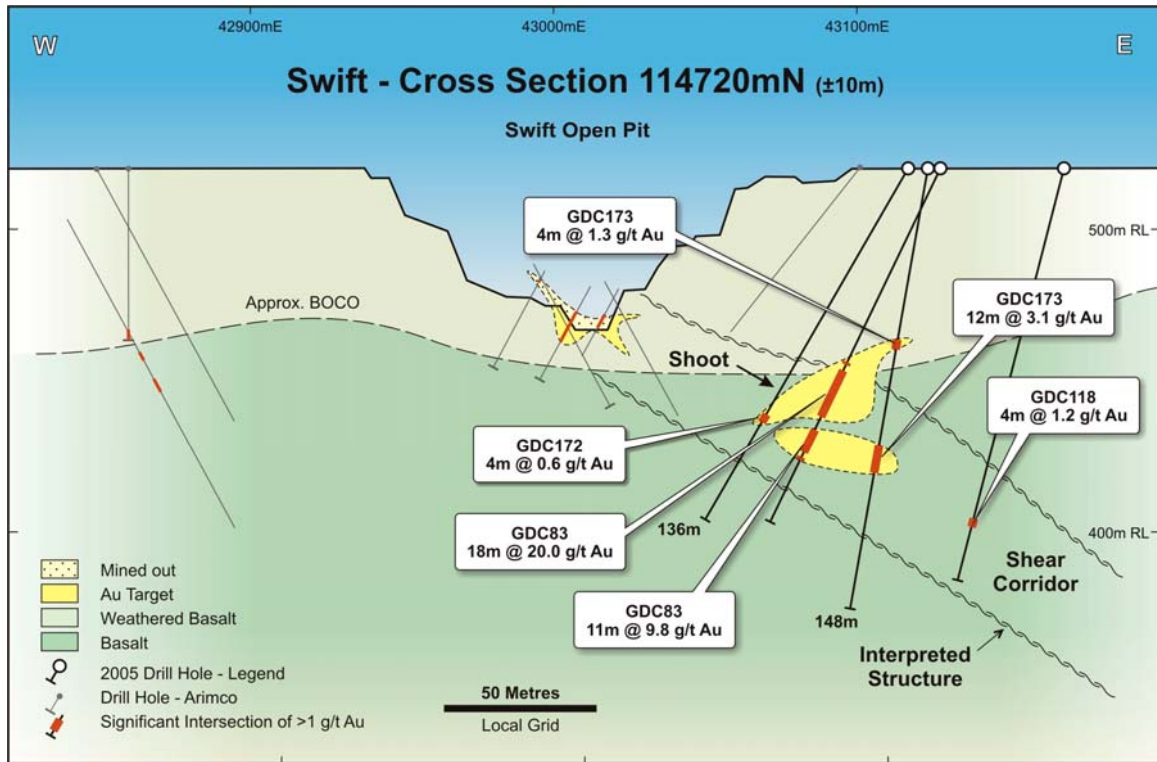 42900mE
43000mE
43100mE
W
E
Swift - Cross Section 114720mN (±10m)
Swift Open Pit
GDC173
4m @ 1.3 g/t Au
500m RL
Approx. BOCO
GDC173
12m @ 3.1 g/t Au
Shoot
GDC118
4m @ 1.2 g/t Au
GDC172
4m @ 0.6 g/t Au
136m
400m RL
GDC83
18m @ 20.0 g/t Au
Shear
Corridor
GDC83
11m @ 9.8 g/t Au
148m
Interpreted
Structure
Mined out
Au Target
Weathered Basalt
Basalt
2005 Drill Hole - Legend
Drill Hole - Arimco
Significant Intersection of >1 g/t Au
50 Metres
Local Grid